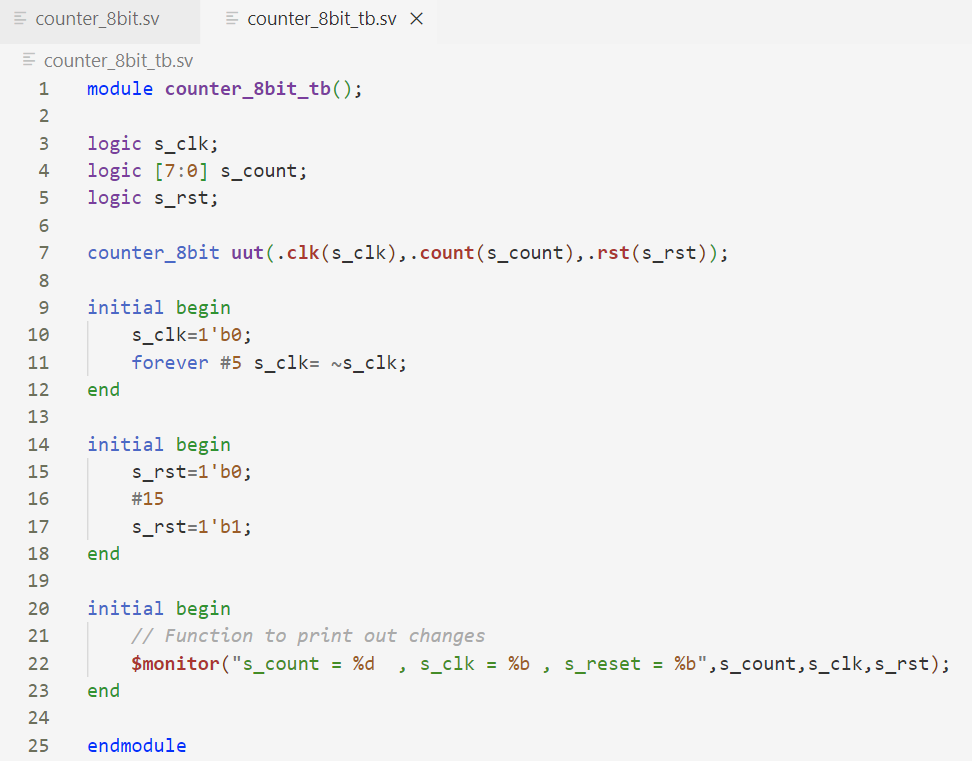 counter_8bit.sv counter_8bit_tb.sv ×
counter_8bit_tb.sv
1 module counter_8bit_tb();
2
3 logic s_clk;
4 logic [7:0] s_count;
5 logic s_rst;
6
7 counter_8bit uut(.clk(s_clk),.count(s_count),.rst(s_rst));
8
9 initial begin
10     s_clk=1'b0;
11     forever #5 s_clk= ~s_clk;
12 end
13
14 initial begin
15     s_rst=1'b0;
16     #15
17     s_rst=1'b1;
18 end
19
20 initial begin
21     // Function to print out changes
22     $monitor("s_count = %d  , s_clk = %b , s_reset = %b",s_count,s_clk,s_rst);
23 end
24
25 endmodule